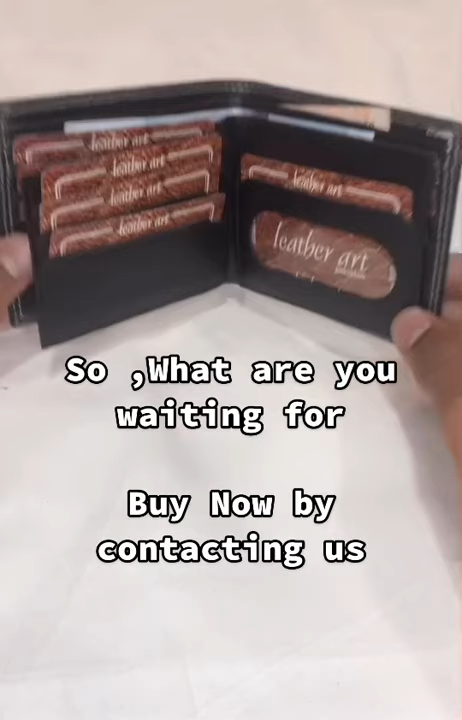 leather art
leather art
leather art
leather art
leather art
leather art
So ,What are you
waiting for
Buy Now by
contacting us